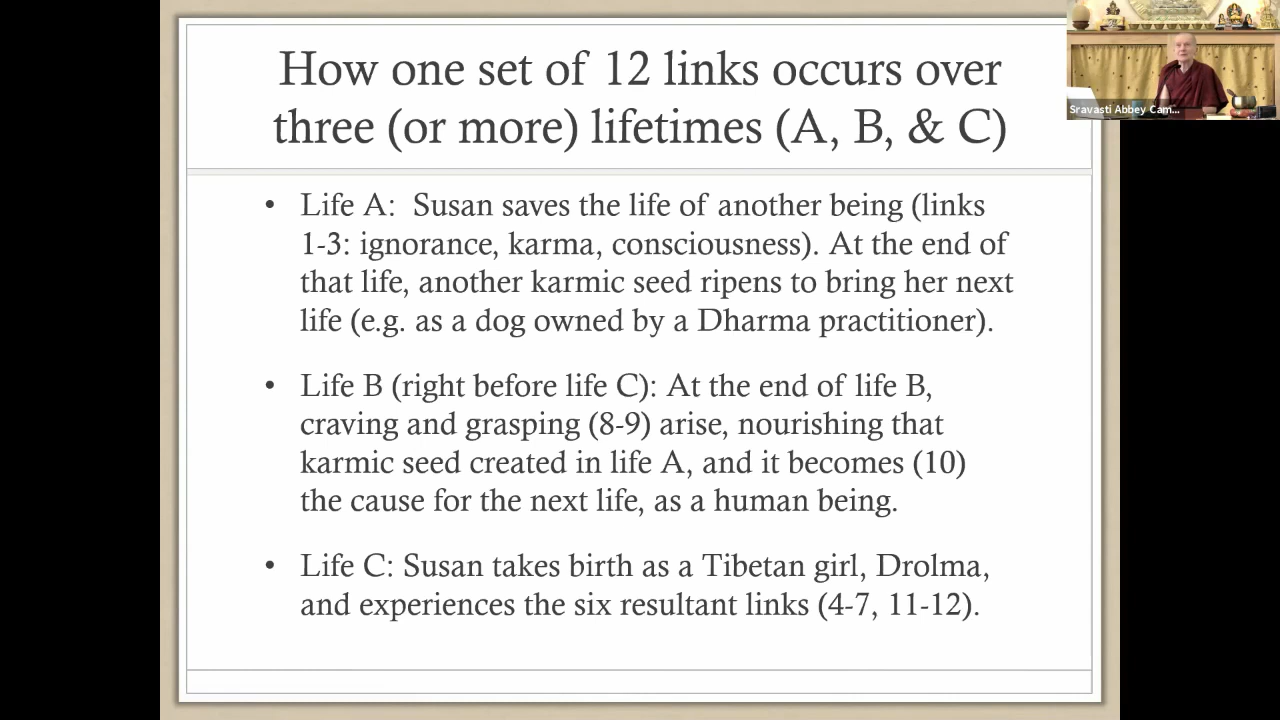 How one set of 12 links occurs over
three (or more) lifetimes (A, B, & C)
• Life A: Susan saves the life of another being (links
1-3: ignorance, karma, consciousness). At the end of
that life, another karmic seed ripens to bring her next
life (e.g. as a dog owned by a Dharma practitioner).
• Life B (right before life C): At the end of life B,
craving and grasping (8-9) arise, nourishing that
karmic seed created in life A, and it becomes (10)
the cause for the next life, as a human being.
• Life C: Susan takes birth as a Tibetan girl, Drolma,
and experiences the six resultant links (4-7, 11-12).
Sravasti Abbey Cam...